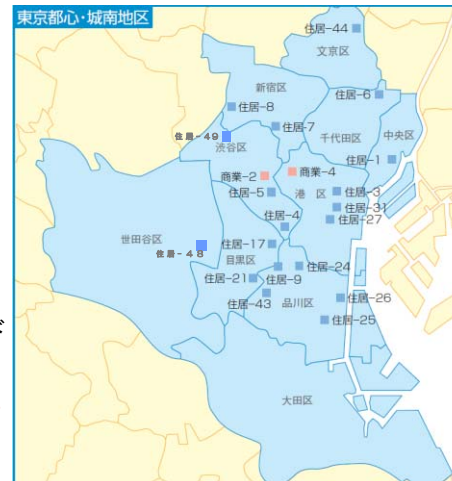 東京都心・城南地区
住居-44
文京区
新宿区
住居-6
住居-8
千代田区
中央区
住居-7
住居-49
渋谷区
住居-1
商業-2
商業-4
住居-5
港 区
住居-3
住居-31
住居-27
住居-4
世田谷区
住居-48
住居-17
目黒区
住居-24
住居-21
住居-9
住居-43
品川区
住居-26
住居-25
大田区